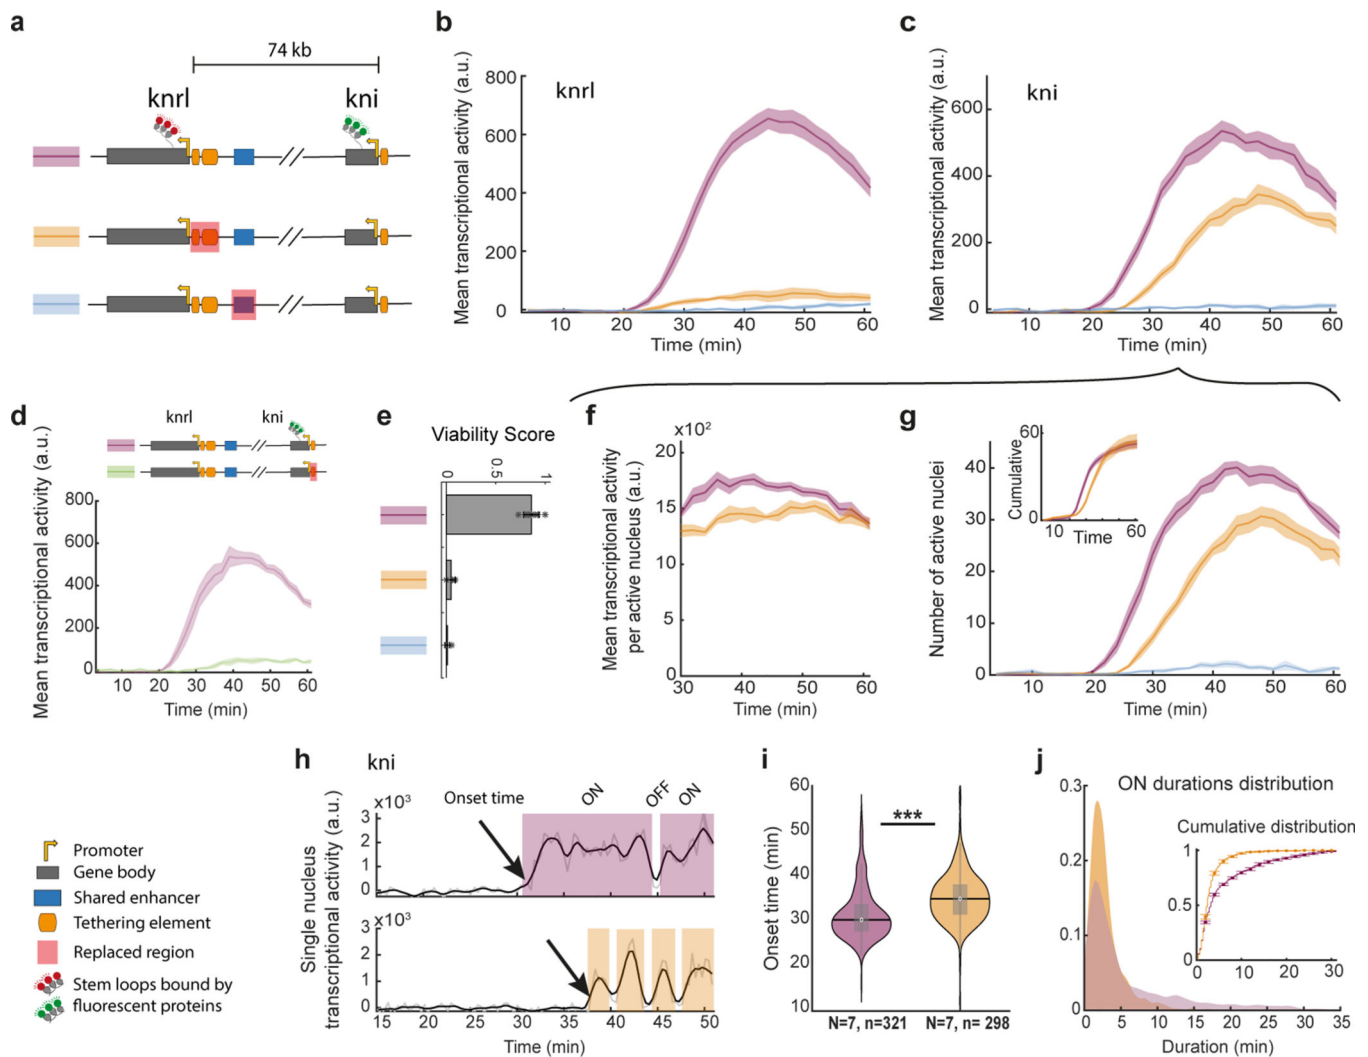 a
74 kb
knrl
kni
b
Mean transcriptional activity (a.u.)
800
600
400
200
0
knrl
10
20
30
40
50
60
Time (min)
c
Mean transcriptional activity (a.u.)
600
400
200
0
kni
10
20
30
40
50
60
Time (min)
d
knrl
kni
Mean transcriptional activity (a.u.)
800
600
400
200
0
10
20
30
40
50
60
Time (min)
e
Viability Score
0
0.5
1
f
x10²
Mean transcriptional activity
per active nucleus (a.u.)
20
15
10
5
0
30
40
50
60
Time (min)
g
Number of active nuclei
40
30
20
10
0
10
20
30
40
50
60
Time (min)
Cumulative
60
0
10
60
Time
Promoter
Gene body
Shared enhancer
Tethering element
Replaced region
Stem loops bound by
fluorescent proteins
h
kni
Single nucleus
transcriptional activity (a.u.)
x10³
Onset time
ON
OFF
ON
3
2
1
0
x10³
3
2
1
0
15
20
25
30
35
40
45
50
Time (min)
i
Onset time (min)
60
50
40
30
20
10
***
N=7, n=321
N=7, n= 298
j
ON durations distribution
0.3
0.2
0.1
0
0
5
10
15
20
25
30
35
Duration (min)
Cumulative distribution
1
0.5
0
0
10
20
30